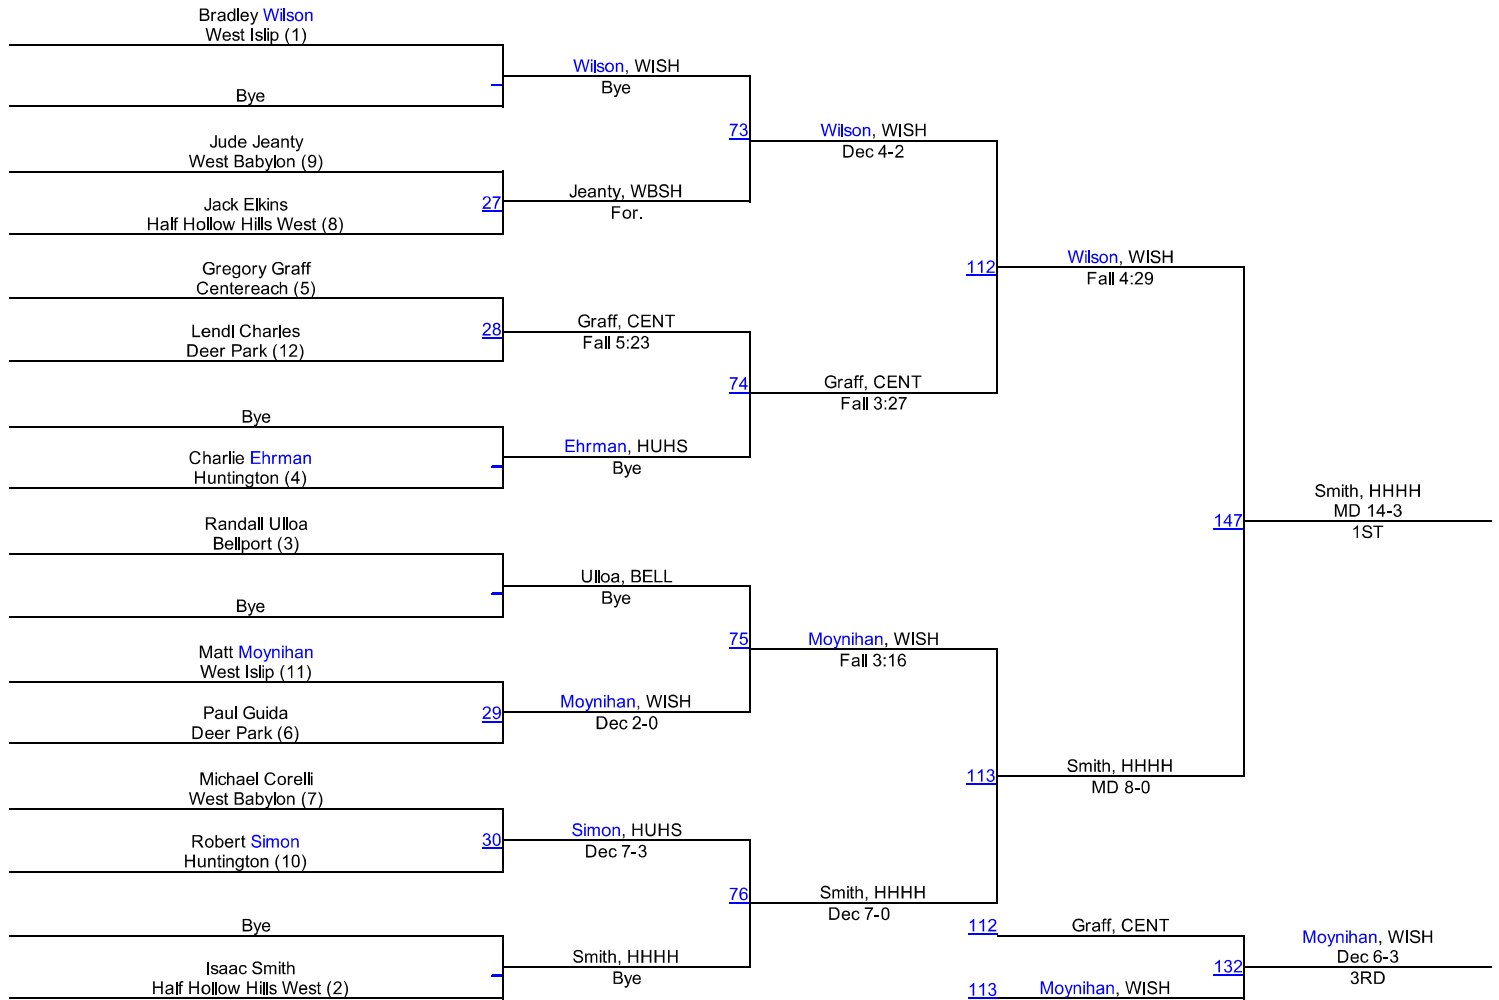 Bradley Wilson
West Islip (1)
Bye
Wilson, WISH
Bye
Jude Jeanty
West Babylon (9)
Jack Elkins
Half Hollow Hills West (8)
27
Jeanty, WBSH
For.
73
Wilson, WISH
Dec 4-2
Gregory Graff
Centereach (5)
Lendl Charles
Deer Park (12)
28
Graff, CENT
Fall 5:23
Bye
Charlie Ehrman
Huntington (4)
Ehrman, HUHS
Bye
74
Graff, CENT
Fall 3:27
112
Wilson, WISH
Fall 4:29
Randall Ulloa
Bellport (3)
Bye
Ulloa, BELL
Bye
Matt Moynihan
West Islip (11)
Paul Guida
Deer Park (6)
29
Moynihan, WISH
Dec 2-0
75
Moynihan, WISH
Fall 3:16
Michael Corelli
West Babylon (7)
Robert Simon
Huntington (10)
30
Simon, HUHS
Dec 7-3
Bye
Isaac Smith
Half Hollow Hills West (2)
Smith, HHHH
Bye
76
Smith, HHHH
Dec 7-0
113
Smith, HHHH
MD 8-0
147
Smith, HHHH
MD 14-3
1ST
112
Graff, CENT
113
Moynihan, WISH
132
Moynihan, WISH
Dec 6-3
3RD